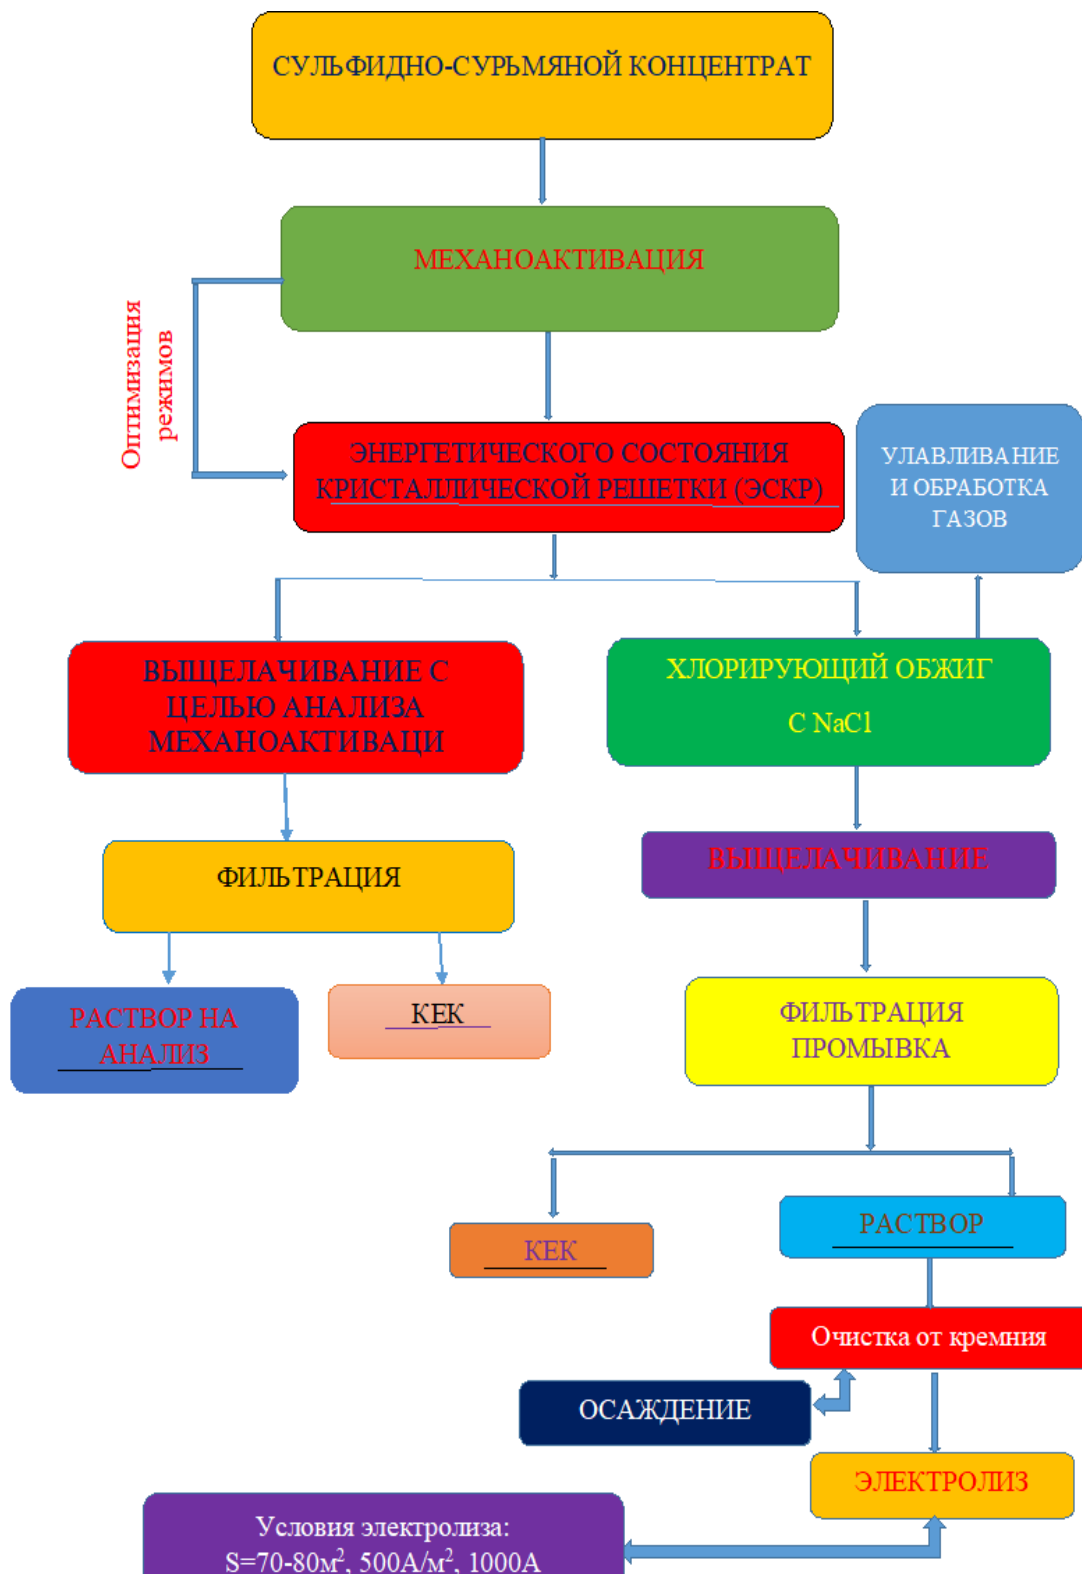 СУЛЬФИДНО-СУРЬМЯНОЙ КОНЦЕНТРАТ
МЕХАНОАКТИВАЦИЯ
Оптимизация
режимов
ЭНЕРГЕТИЧЕСКОГО СОСТОЯНИЯ
КРИСТАЛЛИЧЕСКОЙ РЕШЕТКИ (ЭСКР)
УЛАВЛИВАНИЕ
И ОБРАБОТКА
ГАЗОВ
ВЫЩЕЛАЧИВАНИЕ С
ЦЕЛЬЮ АНАЛИЗА
МЕХАНОАКТИВАЦИ
ХЛОРИРУЮЩИЙ ОБЖИГ
С NaCl
ФИЛЬТРАЦИЯ
ВЫЩЕЛАЧИВАНИЕ
РАСТВОР НА
АНАЛИЗ
КЕК
ФИЛЬТРАЦИЯ
ПРОМЫВКА
КЕК
РАСТВОР
Очистка от кремния
ОСАЖДЕНИЕ
ЭЛЕКТРОЛИЗ
Условия электролиза:
S=70-80м², 500А/м², 1000А